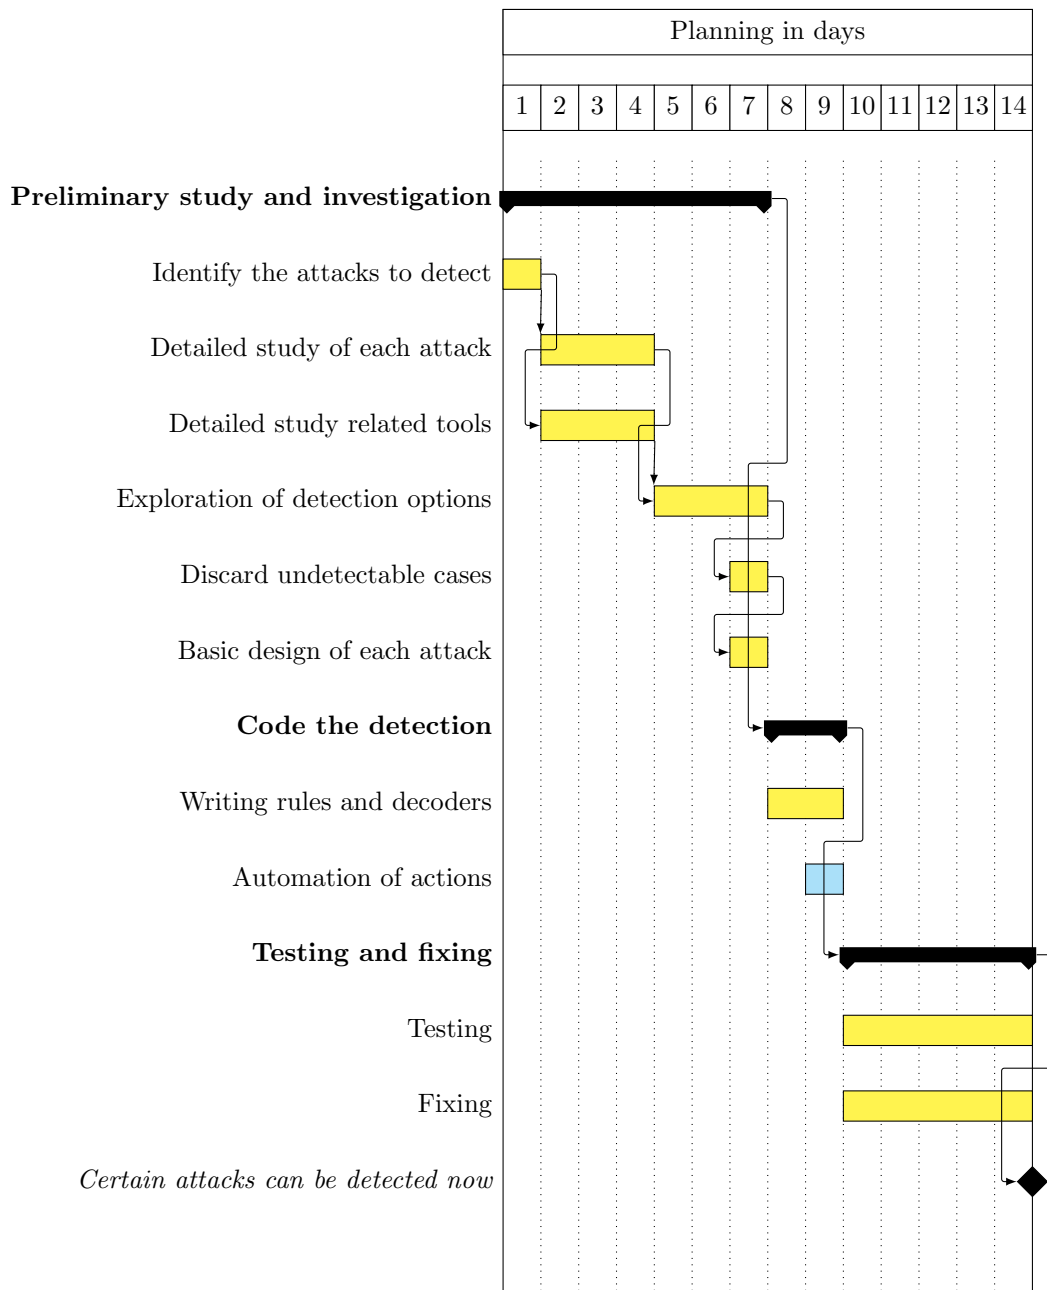 Planning in days
1 2 3 4 5 6 7 8 9 10 11 12 13 14
Preliminary study and investigation
Identify the attacks to detect
Detailed study of each attack
Detailed study related tools
Exploration of detection options
Discard undetectable cases
Basic design of each attack
Code the detection
Writing rules and decoders
Automation of actions
Testing and fixing
Testing
Fixing
Certain attacks can be detected now